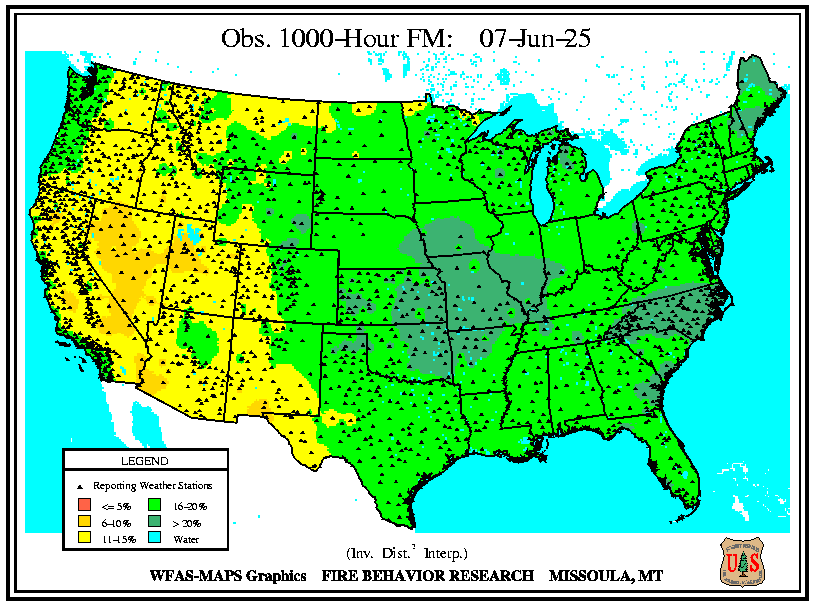 Obs. 1000-Hour FM: 07-Jun-25
LEGEND
Reporting Weather Stations
<= 5% 16-20%
6-10% > 20%
11-15% Water
(Inv. Dist.² Interp.)
WFAS-MAPS Graphics FIRE BEHAVIOR RESEARCH MISSOULA, MT
U S